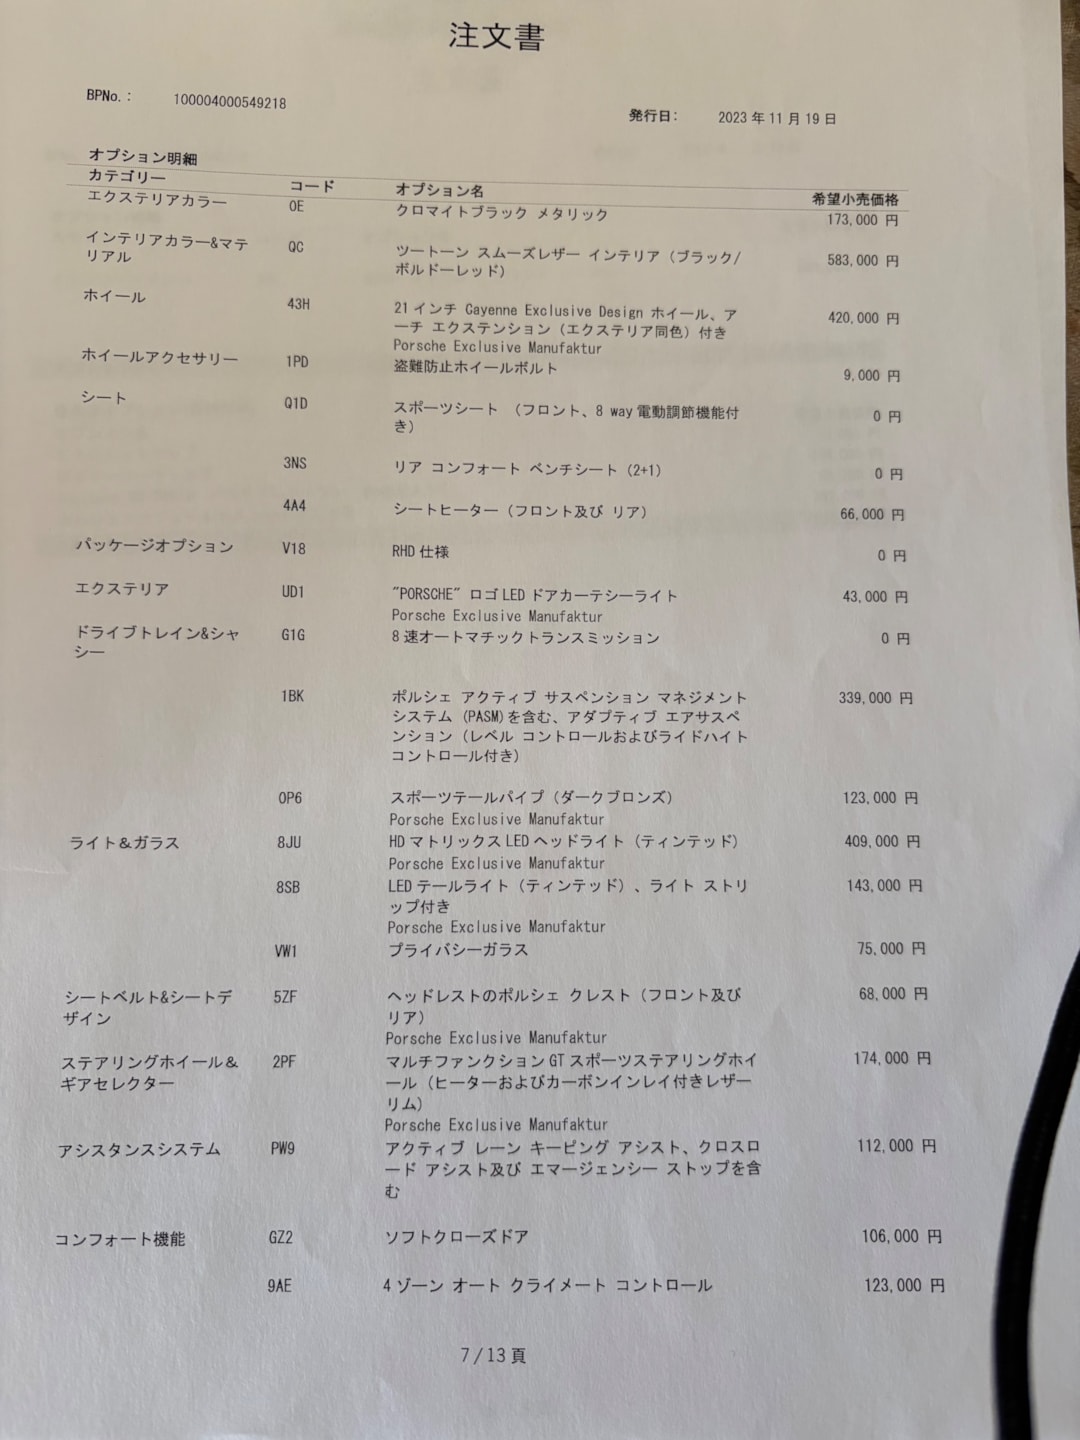 注文書
BPNo.: 100004000549218
発行日: 2023年11月19日
オプション明細
カテゴリー コード オプション名 希望小売価格
エクステリアカラー 0E クロマイトブラック メタリック 173,000 円
インテリアカラー&マテ QC ツートーン スムーズレザー インテリア（ブラック/ 583,000 円
リアル ボルドーレッド）
ホイール 43H 21インチ Cayenne Exclusive Design ホイール、ア 420,000 円
ーチ エクステンション（エクステリア同色）付き
Porsche Exclusive Manufaktur
ホイールアクセサリー 1PD 盗難防止ホイールボルト 9,000 円
シート Q1D スポーツシート （フロント、8 way電動調節機能付 0 円
き）
3NS リア コンフォート ベンチシート（2+1） 0 円
4A4 シートヒーター（フロント及び リア） 66,000 円
パッケージオプション V18 RHD仕様 0 円
エクステリア UD1 "PORSCHE" ロゴLEDドアカーテシーライト 43,000 円
Porsche Exclusive Manufaktur
ドライブトレイン&シャ G1G 8速オートマチックトランスミッション 0 円
シー
1BK ポルシェ アクティブ サスペンション マネジメント 339,000 円
システム (PASM)を含む、アダプティブ エアサスペ
ンション（レベル コントロールおよびライドハイト
コントロール付き）
0P6 スポーツテールパイプ（ダークブロンズ） 123,000 円
Porsche Exclusive Manufaktur
ライト＆ガラス 8JU HDマトリックスLEDヘッドライト（ティンテッド） 409,000 円
Porsche Exclusive Manufaktur
8SB LEDテールライト（ティンテッド）、ライト ストリ 143,000 円
ップ付き
Porsche Exclusive Manufaktur
VW1 プライバシーガラス 75,000 円
シートベルト&シートデ 5ZF ヘッドレストのポルシェ クレスト（フロント及び 68,000 円
ザイン リア）
Porsche Exclusive Manufaktur
ステアリングホイール＆ 2PF マルチファンクションGTスポーツステアリングホイ 174,000 円
ギアセレクター ール（ヒーターおよびカーボンインレイ付きレザー
リム）
Porsche Exclusive Manufaktur
アシスタンスシステム PW9 アクティブ レーン キーピング アシスト、クロスロ 112,000 円
ード アシスト及び エマージェンシー ストップを含
む
コンフォート機能 GZ2 ソフトクローズドア 106,000 円
9AE 4ゾーン オート クライメート コントロール 123,000 円
7/13頁